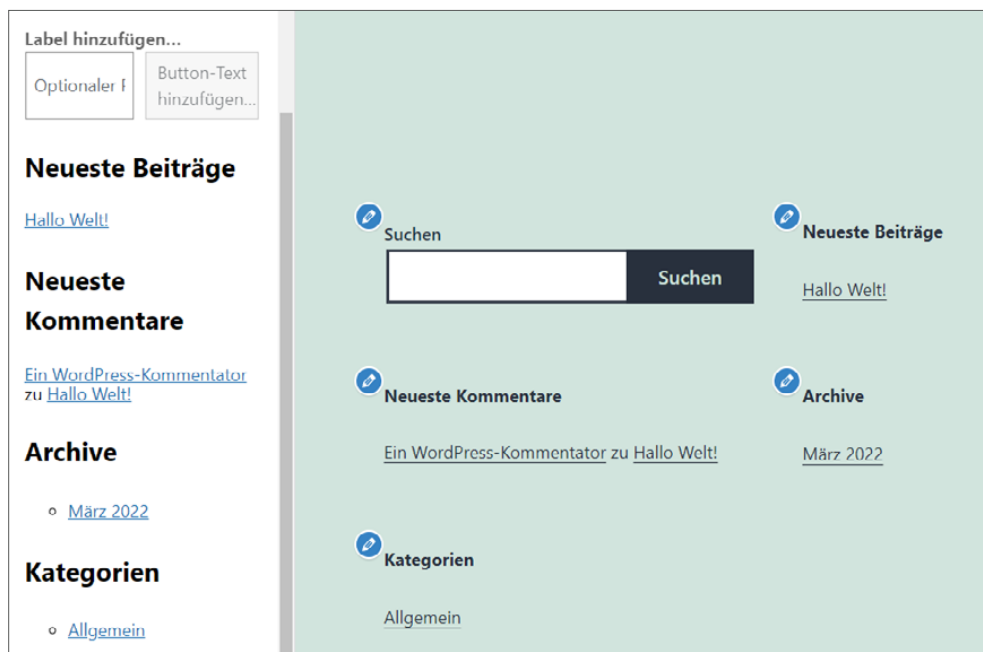 Label hinzufügen...
Optionaler
Button-Text
hinzufügen...
Neueste Beiträge
Hallo Welt!
Neueste
Kommentare
Ein WordPress-Kommentator
zu Hallo Welt!
Archive
März 2022
Kategorien
Allgemein
Suchen
Suchen
Neueste Beiträge
Hallo Welt!
Neueste Kommentare
Ein WordPress-Kommentator zu Hallo Welt!
Archive
März 2022
Kategorien
Allgemein